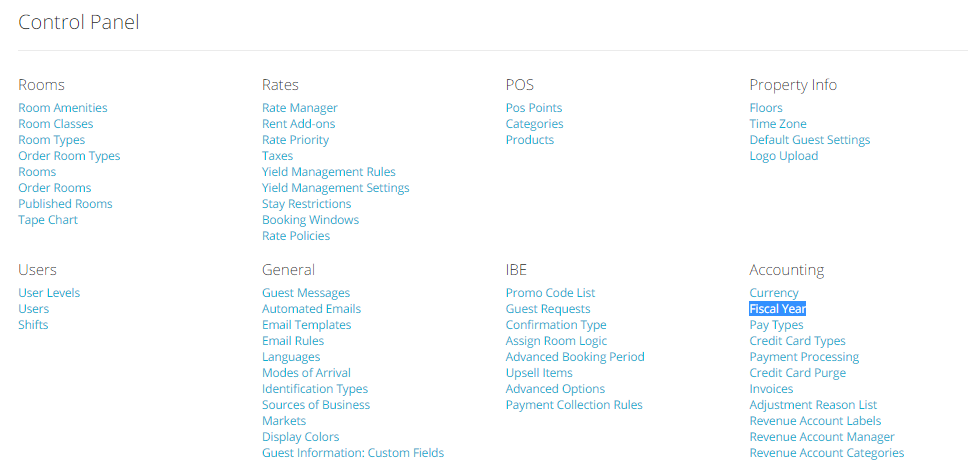 Control Panel
Rooms
Room Amenities
Room Classes
Room Types
Order Room Types
Rooms
Order Rooms
Published Rooms
Tape Chart
Rates
Rate Manager
Rent Add-ons
Rate Priority
Taxes
Yield Management Rules
Yield Management Settings
Stay Restrictions
Booking Windows
Rate Policies
POS
Pos Points
Categories
Products
Property Info
Floors
Time Zone
Default Guest Settings
Logo Upload
Users
User Levels
Users
Shifts
General
Guest Messages
Automated Emails
Email Templates
Email Rules
Languages
Modes of Arrival
Identification Types
Sources of Business
Markets
Display Colors
Guest Information: Custom Fields
IBE
Promo Code List
Guest Requests
Confirmation Type
Assign Room Logic
Advanced Booking Period
Upsell Items
Advanced Options
Payment Collection Rules
Accounting
Currency
Fiscal Year
Pay Types
Credit Card Types
Payment Processing
Credit Card Purge
Invoices
Adjustment Reason List
Revenue Account Labels
Revenue Account Manager
Revenue Account Categories